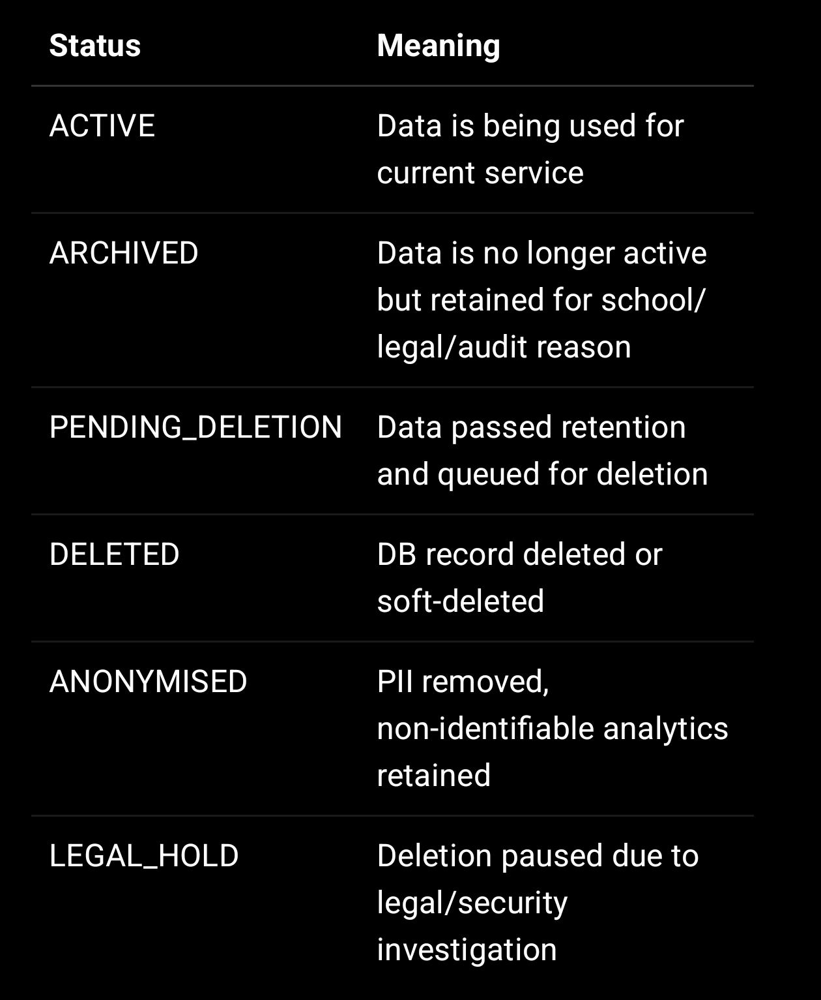 Status Meaning
ACTIVE Data is being used for
current service
ARCHIVED Data is no longer active
but retained for school/
legal/audit reason
PENDING_DELETION Data passed retention
and queued for deletion
DELETED DB record deleted or
soft-deleted
ANONYMISED PII removed,
non-identifiable analytics
retained
LEGAL_HOLD Deletion paused due to
legal/security
investigation